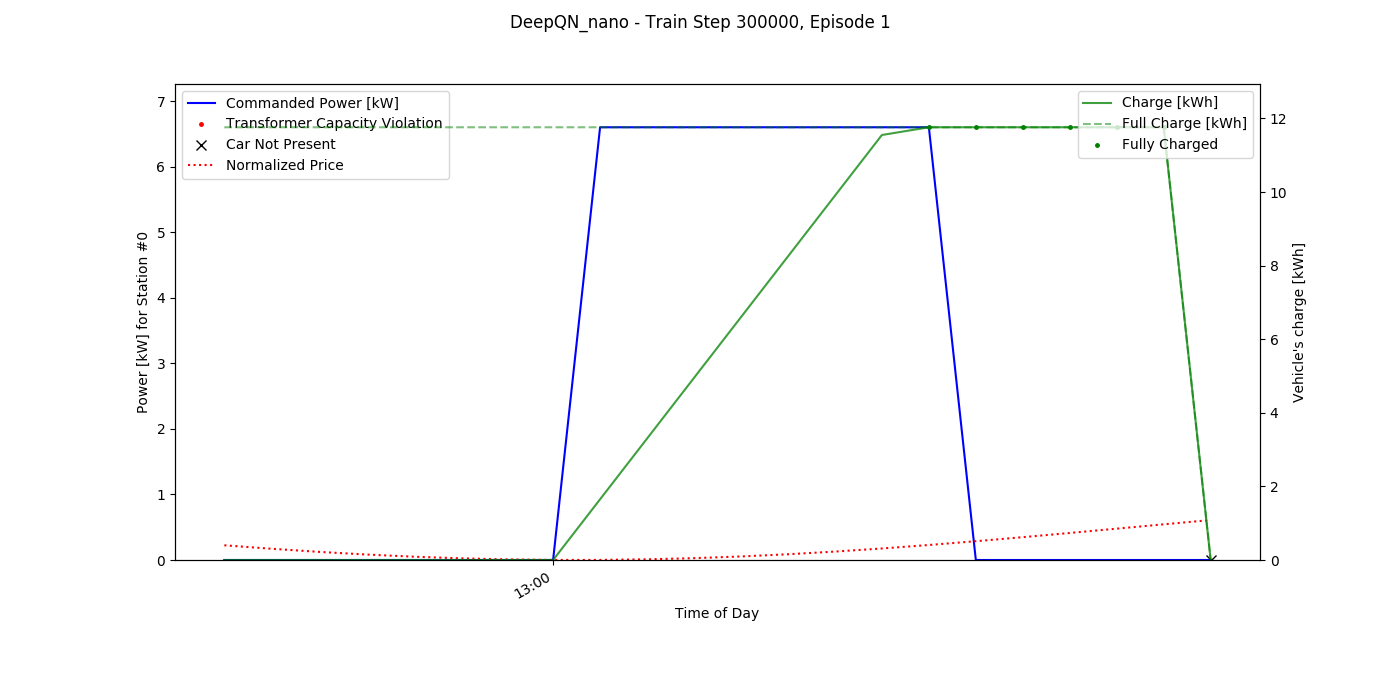 DeepQN_nano - Train Step 300000, Episode 1
Commanded Power [kW]
Transformer Capacity Violation
Car Not Present
Normalized Price
Charge [kWh]
Full Charge [kWh]
Fully Charged
7
6
5
4
3
2
1
0
Power [kW] for Station #0
12
10
8
6
4
2
0
Vehicle's charge [kWh]
13:00
Time of Day